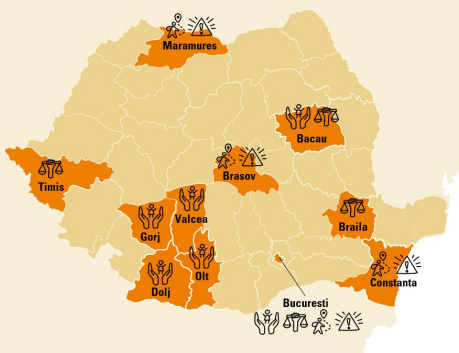 Maramures
Bacau
Brasov
Timis
Valcea
Gorj
Braila
Olt
Dolj
Constanta
Bucuresti